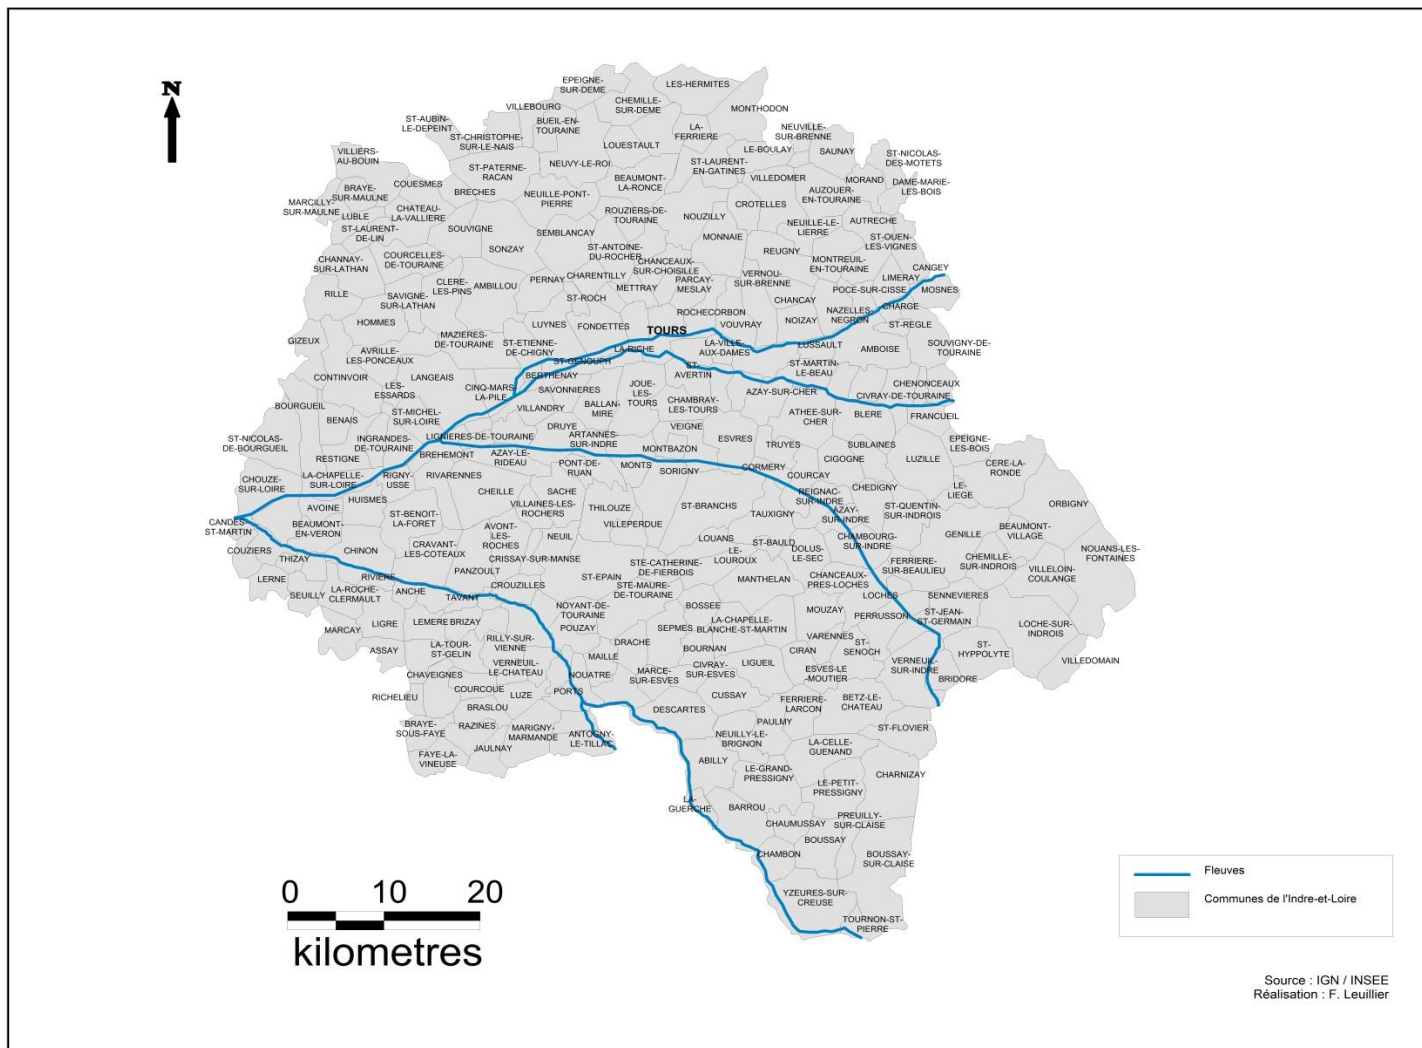 N
EPEIGNE-
SUR-DEME
LES-HERMITES
CHEMILLE-
SUR-DEME
VILLEBOURG
MONTHODON
ST-AUBIN-
LE-DEPEINT
BUEIL-EN-
TOURAINE
LA-
FERRIERE
NEUVILLE-
SUR-BRENNE
ST-CHRISTOPHE-
SUR-LE-NAIS
LOUESTAULT
LE-BOULAY
SAUNAY
VILLIERS-
AU-BOUIN
ST-NICOLAS-
DES-MOTETS
NEUVY-LE-ROI
ST-LAURENT-
EN-GATINES
ST-PATERNE-
RACAN
BEAUMONT-
LA-RONCE
VILLEDOMER
MORAND
DAME-MARIE-
LES-BOIS
COUESMES
BRECHES
BRAYE-
SUR-MAULNE
NEUILLE-PONT-
PIERRE
AUZOUER-
EN-TOURAINE
MARCILLY-
SUR-MAULNE
CROTELLES
LUBLE
CHATEAU-
LA-VALLIERE
ROUZIERS-DE-
TOURAINE
NOUZILLY
AUTRECHE
NEUILLE-LE-
LIERRE
ST-LAURENT-
DE-LIN
SOUVIGNE
SEMBLANCAY
MONNAIE
ST-OUEN-
LES-VIGNES
SONZAY
ST-ANTOINE-
DU-ROCHER
REUGNY
COURCELLES-
DE-TOURAINE
CHANNAY-
SUR-LATHAN
CHANCEAUX-
SUR-CHOISILLE
MONTREUIL-
EN-TOURAINE
CANGEY
CLERE-
LES-PINS
AMBILLOU
PERNAY
CHARENTILLY
METTRAY
PARCAY-
MESLAY
VERNOU-
SUR-BRENNE
LIMERAY
POCE-SUR-CISSE
MOSNES
RILLE
SAVIGNE-
SUR-LATHAN
ST-ROCH
CHANCAY
CHARGE
HOMMES
LUYNES
FONDETTES
ROCHECORBON
VOUVRAY
NOIZAY
NAZELLES-
NEGRON
ST-REGLE
GIZEUX
MAZIERES-
DE-TOURAINE
TOURS
ST-ETIENNE-
DE-CHIGNY
LA-RICHE
LA-VILLE-
AUX-DAMES
LUSSAULT
AMBOISE
SOUVIGNY-DE-
TOURAINE
AVRILLE-
LES-PONCEAUX
ST-GENOUPH
ST-MARTIN-
LE-BEAU
CONTINVOIR
LANGEAIS
BERTHENAY
ST-
AVERTIN
CHENONCEAUX
LES-
ESSARDS
CINQ-MARS-
LA-PILE
SAVONNIERES
JOUE-
LES-
TOURS
AZAY-SUR-CHER
CIVRAY-DE-TOURAINE
BOURGUEIL
BENAIS
ST-MICHEL-
SUR-LOIRE
VILLANDRY
BALLAN-
MIRE
CHAMBRAY-
LES-TOURS
ATHEE-SUR-
CHER
BLERE
FRANCUEIL
DRUYE
VEIGNE
ST-NICOLAS-
DE-BOURGUEIL
INGRANDES-
DE-TOURAINE
LIGNIERES-DE-TOURAINE
ARTANNES-
SUR-INDRE
ESVRES
TRUYES
SUBLAINES
EPEIGNE-
LES-BOIS
RESTIGNE
BREHEMONT
AZAY-LE-
RIDEAU
MONTBAZON
CIGOGNE
LUZILLE
CERE-LA-
RONDE
CHOUZE-
SUR-LOIRE
LA-CHAPELLE-
SUR-LOIRE
RIGNY-
USSE
RIVARENNES
PONT-DE-
RUAN
MONTS
SORIGNY
CORMERY
COURCAY
CHEILLE
SACHE
REIGNAC-
SUR-INDRE
CHEDIGNY
LE-
LIEGE
HUISMES
AVOINE
ORBIGNY
CANDES-
ST-MARTIN
BEAUMONT-
EN-VERON
ST-BENOIT-
LA-FORET
VILLAINES-LES-
ROCHERS
THILOUZE
ST-BRANCHS
TAUXIGNY
AZAY-
SUR-INDRE
ST-QUENTIN-
SUR-INDROIS
VILLEPERDUE
BEAUMONT-
VILLAGE
AVONT-
LES-
ROCHES
NEUIL
LOUANS
ST-BAULD
CHAMBOURG-
SUR-INDRE
GENILLE
COUZIERS
THIZAY
CHINON
CRAVANT-
LES-COTEAUX
CRISSAY-SUR-MANSE
LE-
LOUROUX
DOLUS-
LE-SEC
NOUANS-LES-
FONTAINES
CHEMILLE-
SUR-INDROIS
STE-CATHERINE-
DE-FIERBOIS
FERRIERE-
SUR-BEAULIEU
VILLELOIN-
COULANGE
LERNE
RIVIERE
PANZOULT
ST-EPAIN
MANTHELAN
CHANCEAUX-
PRES-LOCHES
SEUILLY
LA-ROCHE-
CLERMAULT
ANCHE
TAVANT
CROUZILLES
STE-MAURE-
DE-TOURAINE
LOCHES
SENNEVIERES
NOYANT-DE-
TOURAINE
BOSSEE
MOUZAY
PERRUSSON
ST-JEAN-
ST-GERMAIN
MARCAY
LIGRE
LEMERE
BRIZAY
POUZAY
SEPMES
LA-CHAPELLE-
BLANCHE-ST-MARTIN
LOCHE-SUR-
INDROIS
ASSAY
LA-TOUR-
ST-GELIN
RILLY-SUR-
VIENNE
DRACHE
BOURNAN
CIRAN
VARENNES
ST-
SENOCH
ST-
HYPPOLYTE
MAILLE
VERNEUIL-
LE-CHATEAU
CIVRAY-
SUR-ESVES
LIGUEIL
ESVES-LE
-MOUTIER
VERNEUIL-
SUR-INDRE
VILLEDOMAIN
CHAVEIGNES
NOUATRE
MARCE-
SUR-ESVES
BRIDORE
RICHELIEU
COURCOUE
LUZE
PORTS
CUSSAY
FERRIERE-
LARCON
BETZ-LE-
CHATEAU
BRASLOU
DESCARTES
PAULMY
BRAYE-
SOUS-FAYE
RAZINES
MARIGNY-
MARMANDE
ANTOGNY-
LE-TILLAC
NEUILLY-LE-
BRIGNON
ST-FLOVIER
JAULNAY
LA-CELLE-
GUENAND
FAYE-LA-
VINEUSE
ABILLY
LE-GRAND-
PRESSIGNY
CHARNIZAY
LE-PETIT-
PRESSIGNY
LA-
GUERCHE
BARROU
CHAUMUSSAY
PREUILLY-
SUR-CLAISE
BOUSSAY
CHAMBON
BOUSSAY-
SUR-CLAISE
YZEURES-SUR-
CREUSE
TOURNON-ST-
PIERRE
0 10 20
kilometres
Fleuves
Communes de l'Indre-et-Loire
Source : IGN / INSEE
Réalisation : F. Leuillier